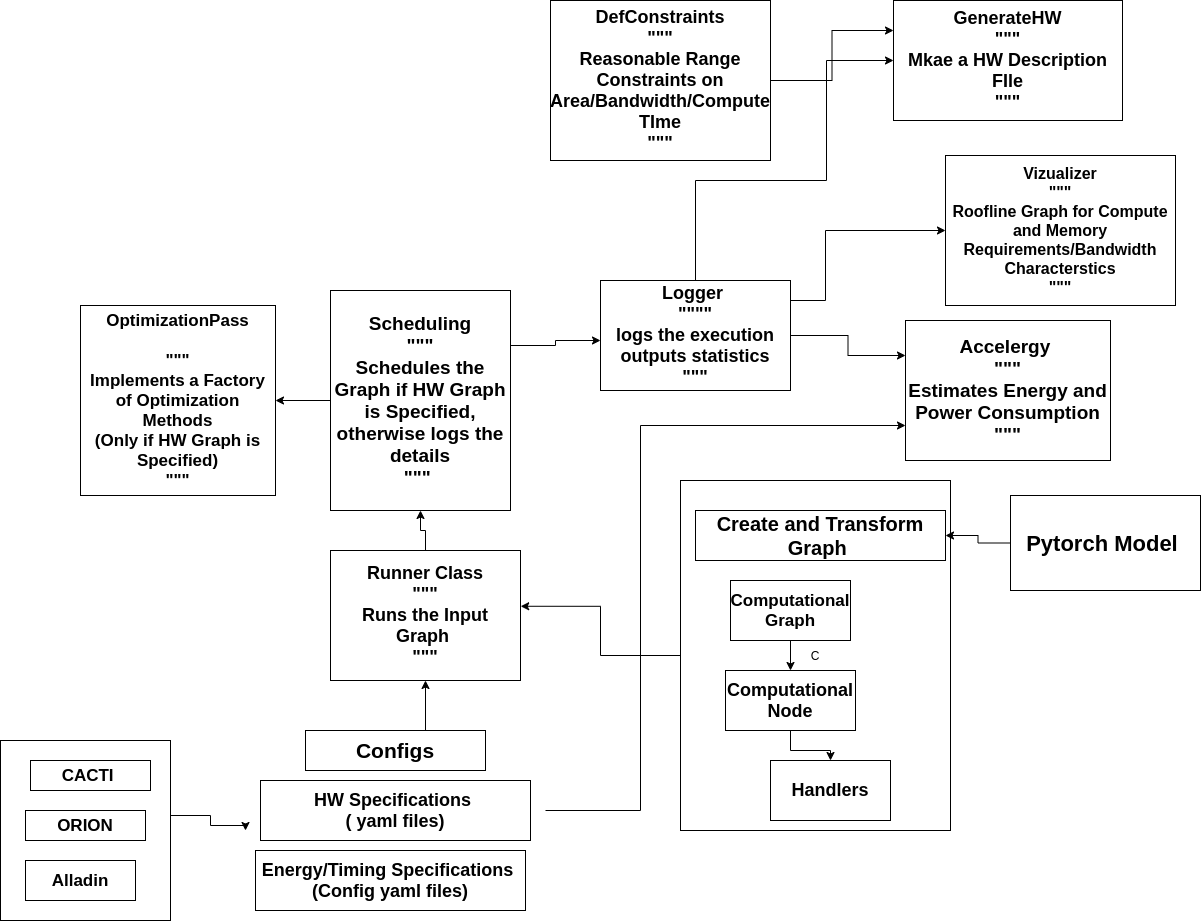 DefConstraints
"""
Reasonable Range
Constraints on
Area/Bandwidth/Compute
TIme
"""
GenerateHW
"""
Mkae a HW Description
FIle
"""
Vizualizer
"""
Roofline Graph for Compute
and Memory
Requirements/Bandwidth
Characterstics
"""
OptimizationPass
"""
Implements a Factory
of Optimization
Methods
(Only if HW Graph is
Specified)
"""
Scheduling
"""
Schedules the
Graph if HW Graph
is Specified,
otherwise logs the
details
"""
Logger
""""
logs the execution
outputs statistics
"""
Accelergy
"""
Estimates Energy and
Power Consumption
"""
Create and Transform
Graph
Pytorch Model
Computational
Graph
C
Computational
Node
Handlers
Runner Class
"""
Runs the Input
Graph
"""
Configs
HW Specifications
( yaml files)
Energy/Timing Specifications
(Config yaml files)
CACTI
ORION
Alladin